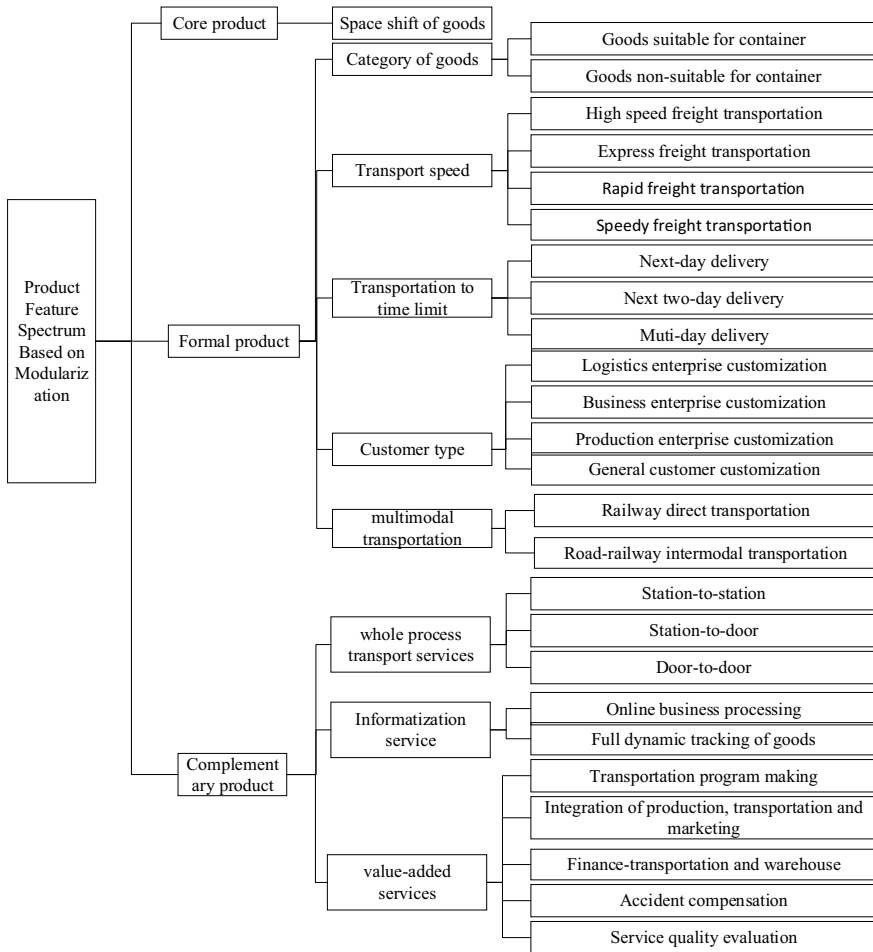 Product
Feature
Spectrum
Based on
Modulariz
ation
Core product
Space shift of goods
Formal product
Category of goods
Goods suitable for container
Goods non-suitable for container
Transport speed
High speed freight transportation
Express freight transportation
Rapid freight transportation
Speedy freight transportation
Transportation to
time limit
Next-day delivery
Next two-day delivery
Muti-day delivery
Customer type
Logistics enterprise customization
Business enterprise customization
Production enterprise customization
General customer customization
multimodal
transportation
Railway direct transportation
Road-railway intermodal transportation
Complement
ary product
whole process
transport services
Station-to-station
Station-to-door
Door-to-door
Informatization
service
Online business processing
Full dynamic tracking of goods
value-added
services
Transportation program making
Integration of production, transportation and
marketing
Finance-transportation and warehouse
Accident compensation
Service quality evaluation